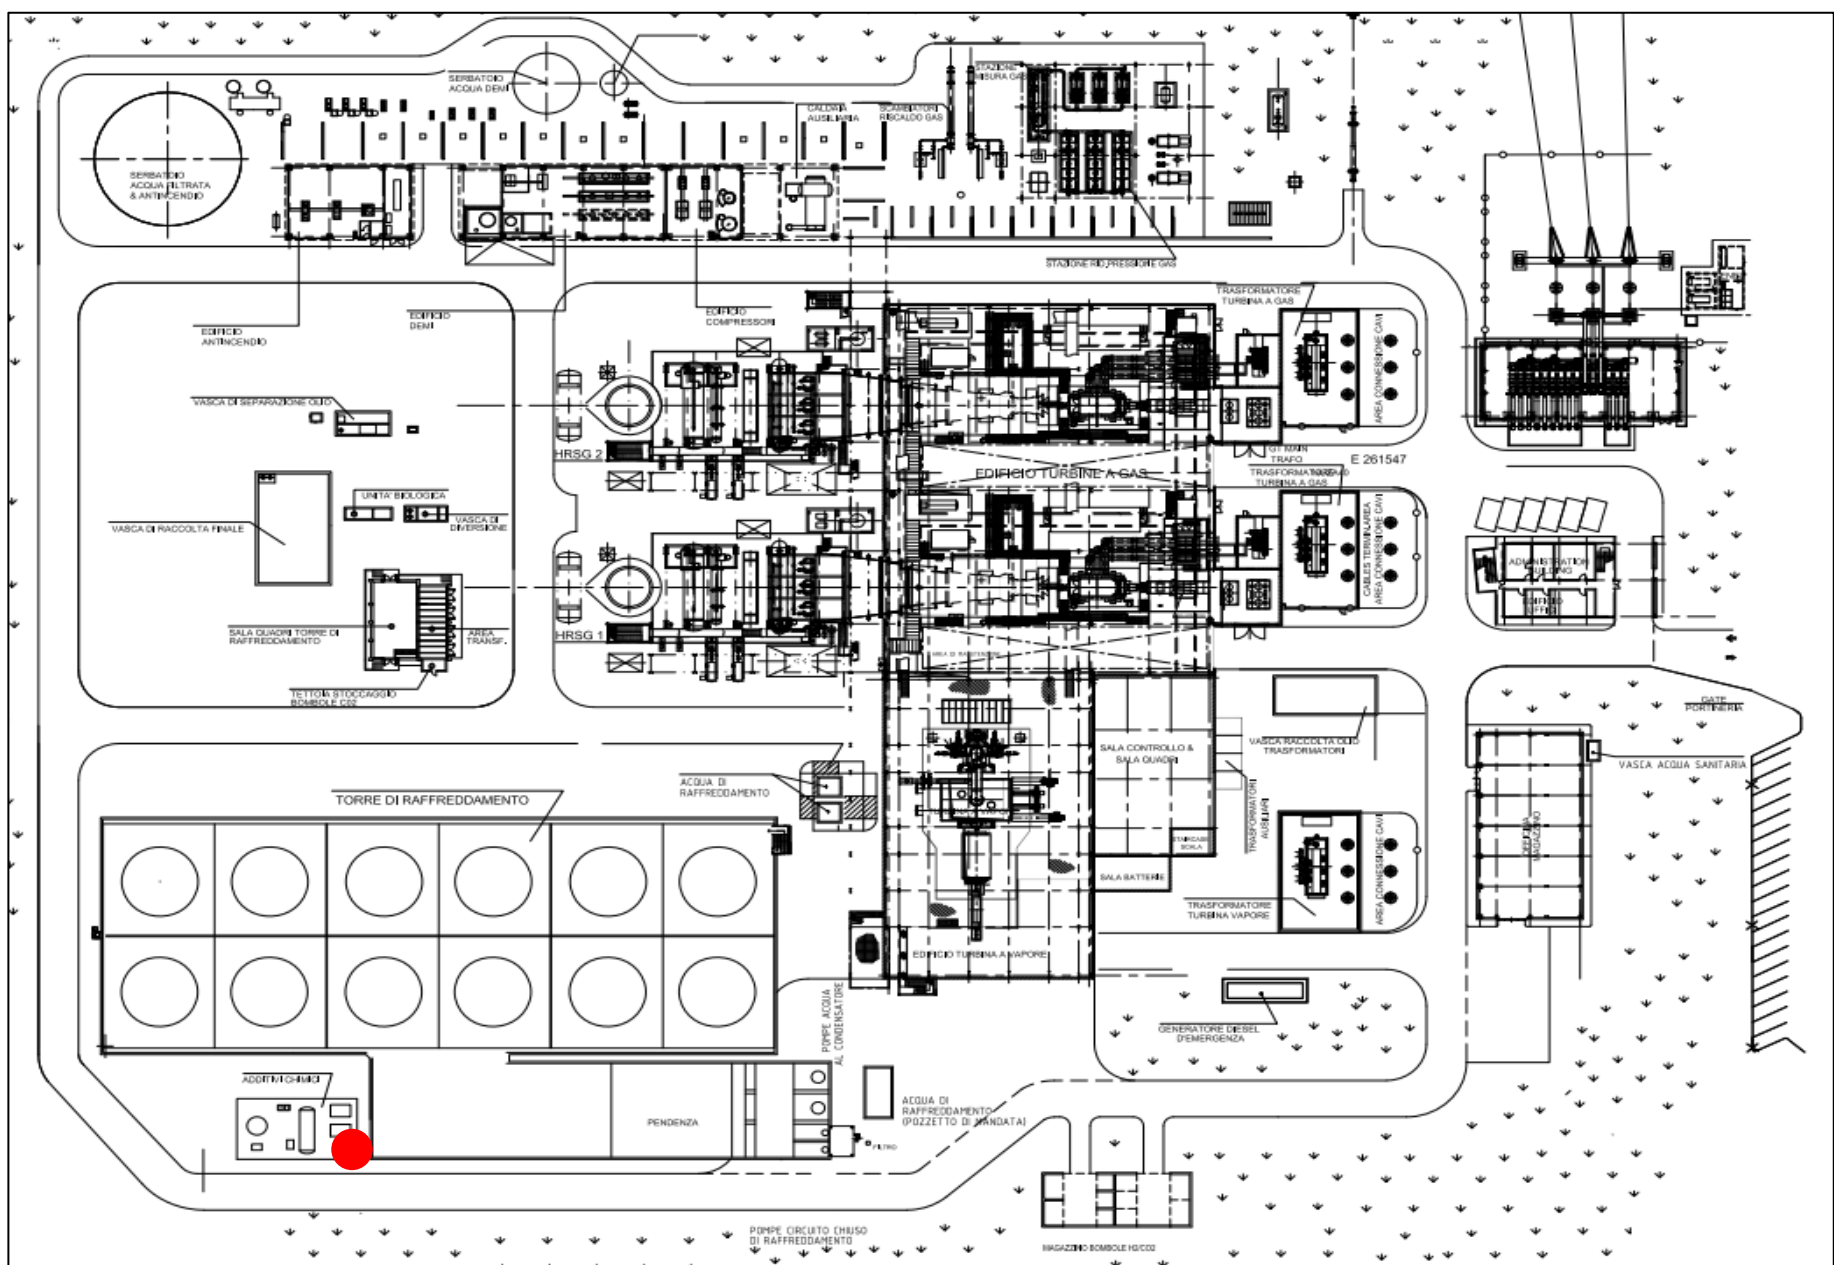 SERBATOIO
ACQUA DEMI
STAZIONE
MISURA GAS
CALDAIA
AUSILIARIA
SCAMBIATORI
RISCALDO GAS
SERBATOIO
ACQUA FILTRATA
& ANTINCENDIO
STAZIONE RID.PRESSIONE GAS
TRASFORMATORE
TURBINA A GAS
EDIFICIO
ANTINCENDIO
EDIFICIO
DEMI
EDIFICIO
COMPRESSORI
AREA CONNESSIONE CAVI
VASCA DI SEPARAZIONE OLIO
HRSG 2
EDIFICIO TURBINE A GAS
GT MAIN
TRAFO
E 261547
TRASFORMATORE
TURBINA A GAS
UNITA' BIOLOGICA
VASCA DI RACCOLTA FINALE
VASCA DI
DIVERSIONE
CABLES TERMIN.AREA
AREA CONNESSIONE CAVI
ADMINISTRATION
BUILDING
EDIFICIO
UFFICI
SALA QUADRI TORRE DI
RAFFREDDAMENTO
AREA
TRASF.
HRSG 1
TETTOIA STOCCAGGIO
BOMBOLE C02
GATE
PORTINERIA
SALA CONTROLLO &
SALA QUADRI
VASCA RACCOLTA OLIO
TRASFORMATORI
VASCA ACQUA SANITARIA
ACQUA DI
RAFFREDDAMENTO
TORRE DI RAFFREDDAMENTO
TRASFORMATORI
AUSILIARI
STAIRCASE
SCALA
OFFICINA
MAGAZZINO
SALA BATTERIE
TRASFORMATORE
TURBINA VAPORE
AREA CONNESSIONE CAVI
EDIFICIO TURBINA A VAPORE
POMPE ACQUA
AL CONDENSATORE
GENERATORE DIESEL
D'EMERGENZA
ADDITIVI CHIMICI
PENDENZA
ACQUA DI
RAFFREDDAMENTO
(POZZETTO DI MANDATA)
FILTRO
POMPE CIRCUITO CHIUSO
DI RAFFREDDAMENTO
MAGAZZINO BOMBOLE H2/CO2